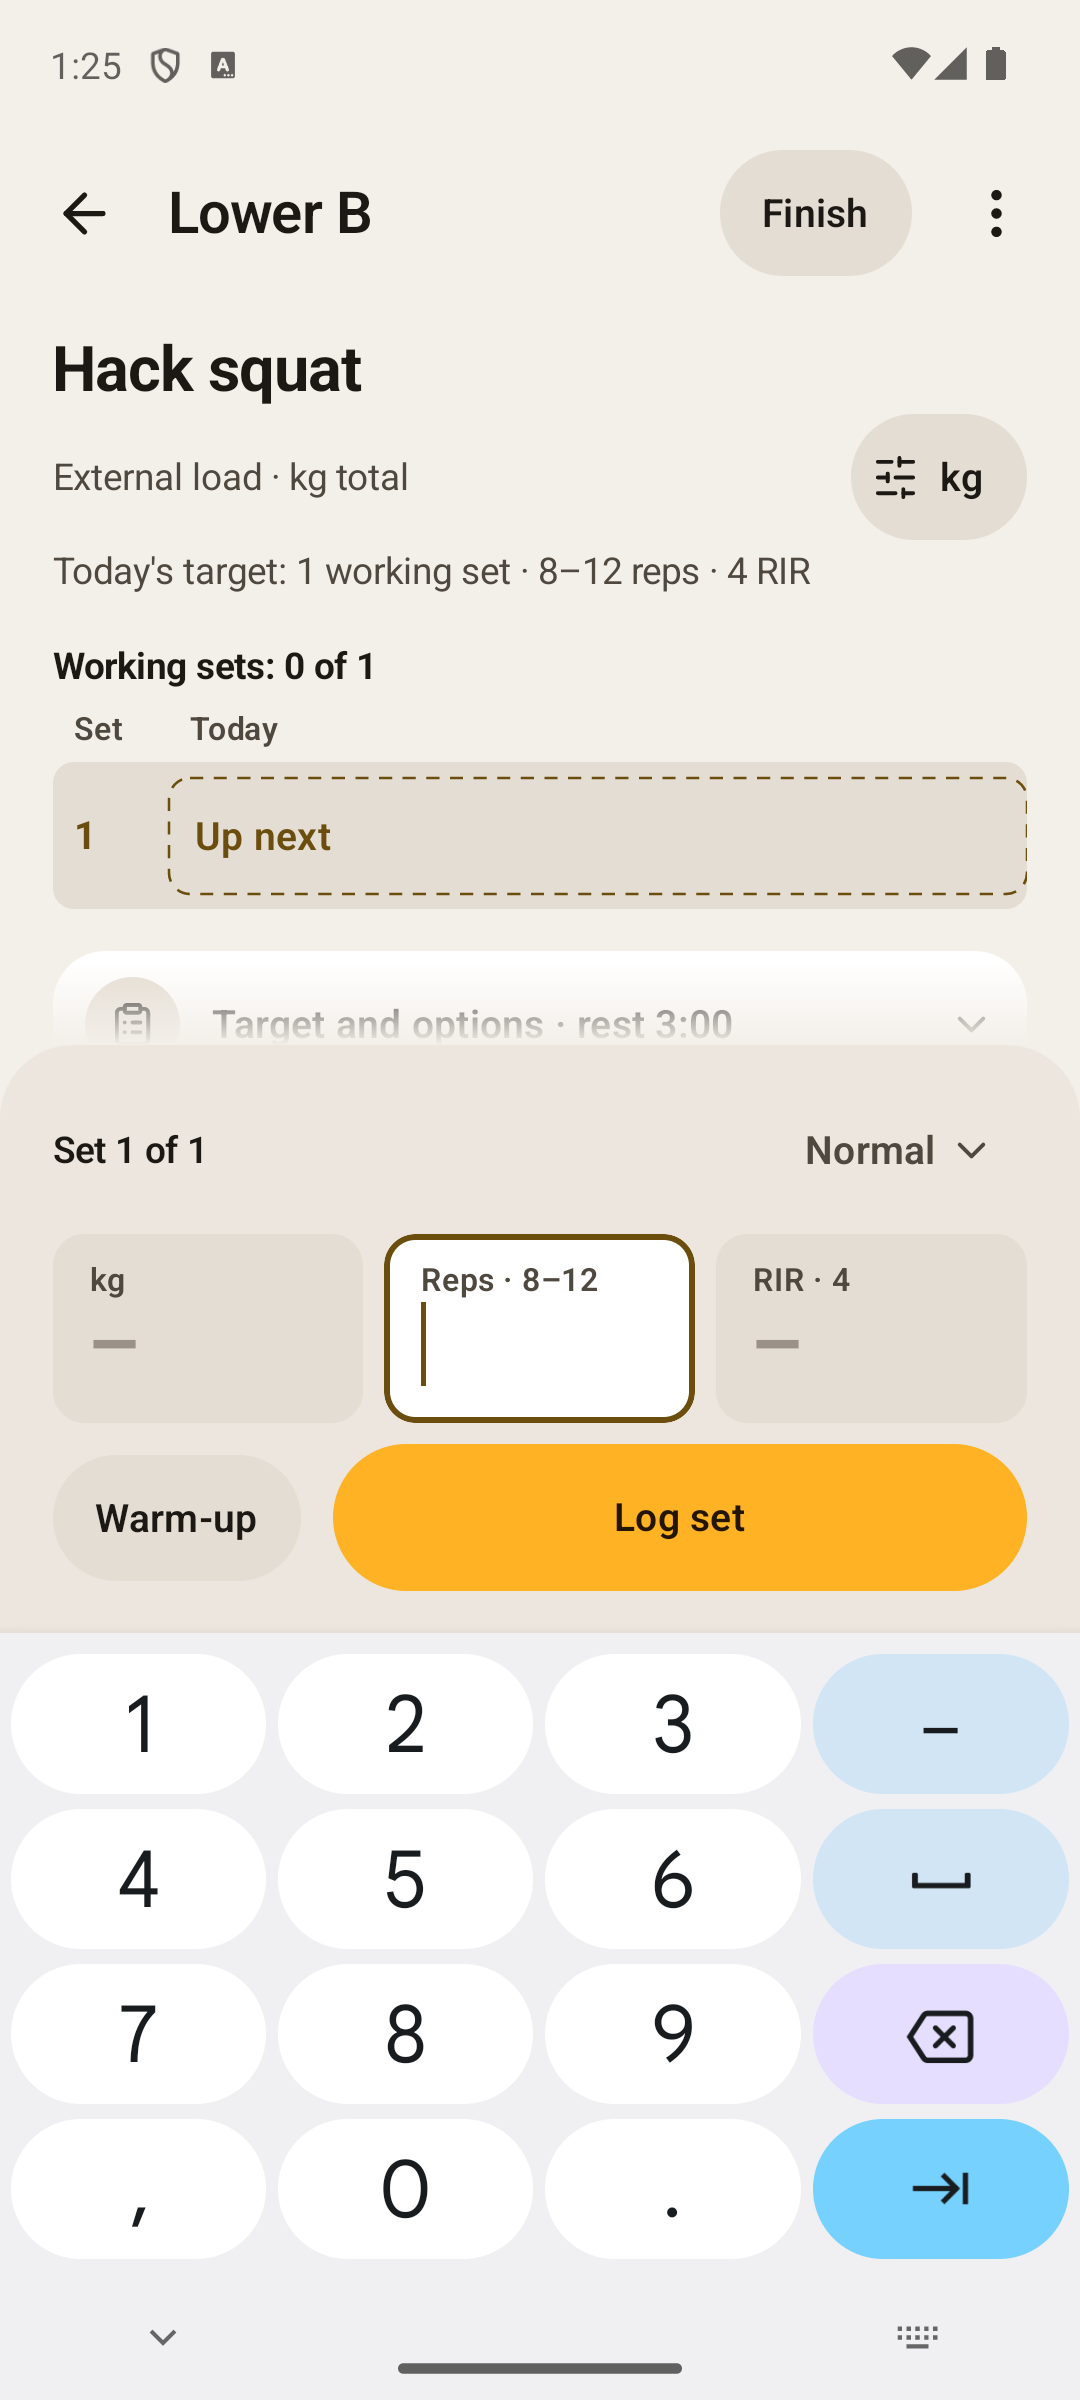 1:25
Lower B
Finish
Hack squat
External load · kg total
kg
Today's target: 1 working set · 8–12 reps · 4 RIR
Working sets: 0 of 1
Set Today
1 Up next
Target and options · rest 3:00
Set 1 of 1
Normal
kg
Reps · 8–12
RIR · 4
–
–
Warm-up
Log set
1 2 3 –
4 5 6
7 8 9
, 0 .